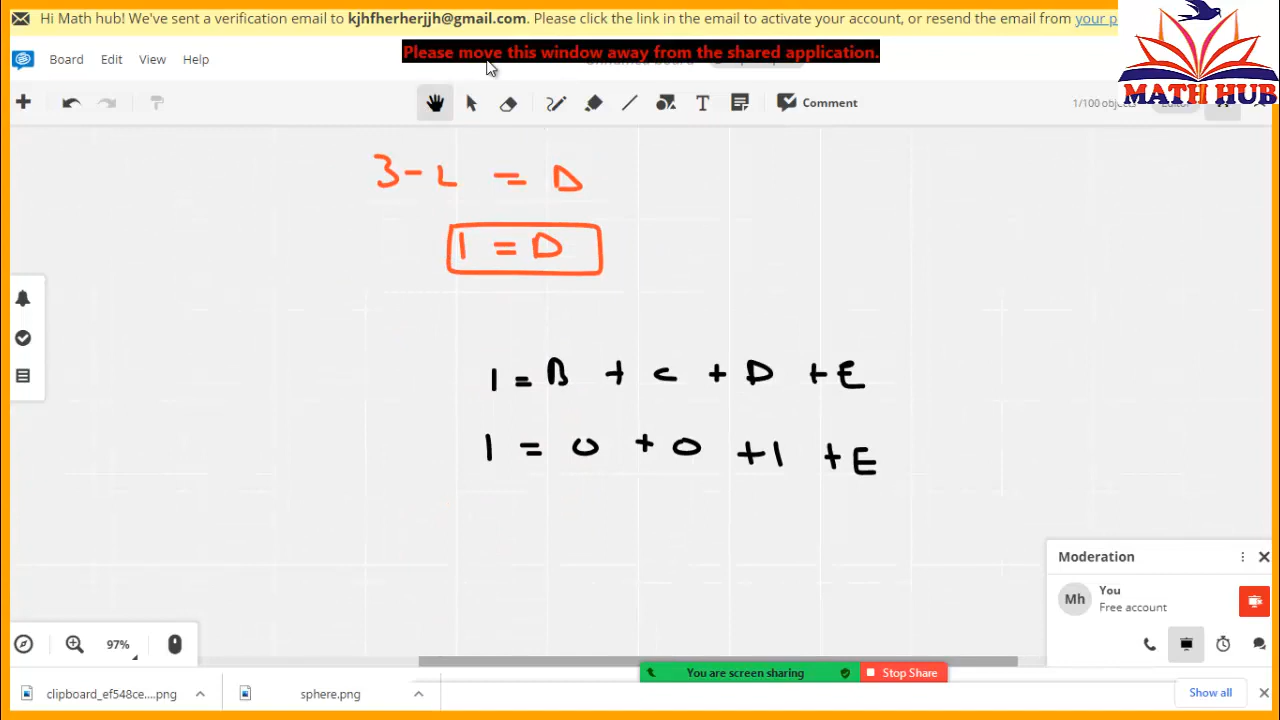 Hi Math hub! We've sent a verification email to kjhfherherjjh@gmail.com. Please click the link in the email to activate your account, or resend the email from your p
Please move this window away from the shared application.
Board Edit View Help
MATH HUB
T Comment 1/100 objects
3 - 2 = D
1 = D
1 = B + C + D + E
1 = 0 + 0 + 1 + E
Moderation
Mh You
Free account
97%
You are screen sharing Stop Share
clipboard_ef548ce....png sphere.png Show all